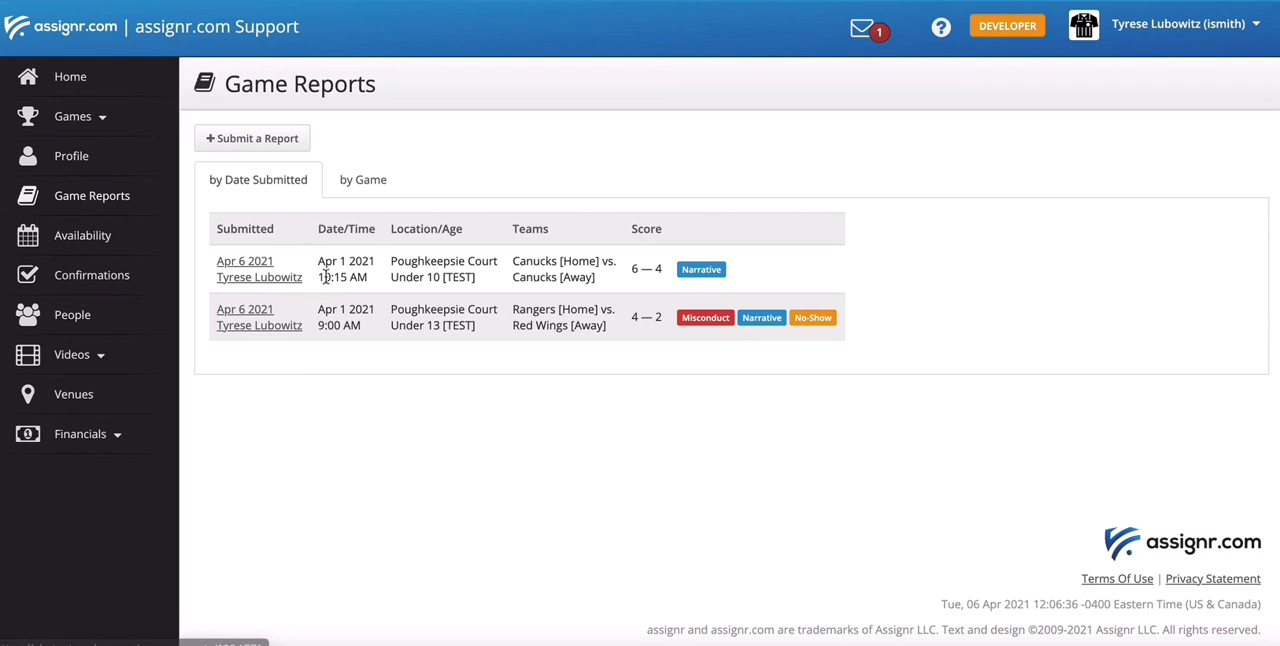 assignr.com | assignr.com Support
1
DEVELOPER
Tyrese Lubowitz (ismith)
Home
Games
Profile
Game Reports
Availability
Confirmations
People
Videos
Venues
Financials
Game Reports
+ Submit a Report
by Date Submitted by Game
Submitted Date/Time Location/Age Teams Score
Apr 6 2021 Apr 1 2021 Poughkeepsie Court Canucks [Home] vs.
Tyrese Lubowitz 10:15 AM Under 10 [TEST] Canucks [Away] 6 — 4 Narrative
Apr 6 2021 Apr 1 2021 Poughkeepsie Court Rangers [Home] vs.
Tyrese Lubowitz 9:00 AM Under 13 [TEST] Red Wings [Away] 4 — 2 Misconduct Narrative No-Show
assignr.com
Terms Of Use | Privacy Statement
Tue, 06 Apr 2021 12:06:36 -0400 Eastern Time (US & Canada)
assignr and assignr.com are trademarks of Assignr LLC. Text and design ©2009-2021 Assignr LLC. All rights reserved.